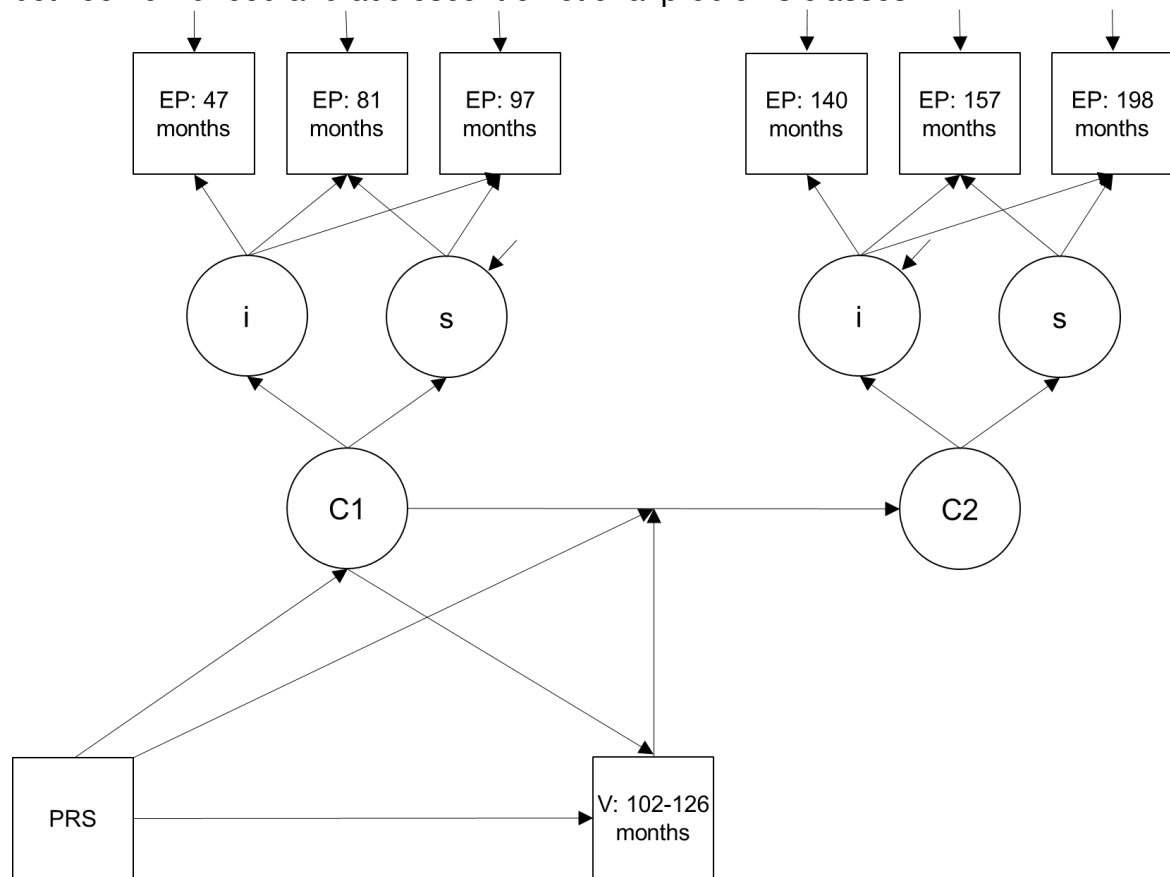 EP: 47
months
EP: 81
months
EP: 97
months
EP: 140
months
EP: 157
months
EP: 198
months
i
s
i
s
C1
C2
PRS
V: 102-126
months